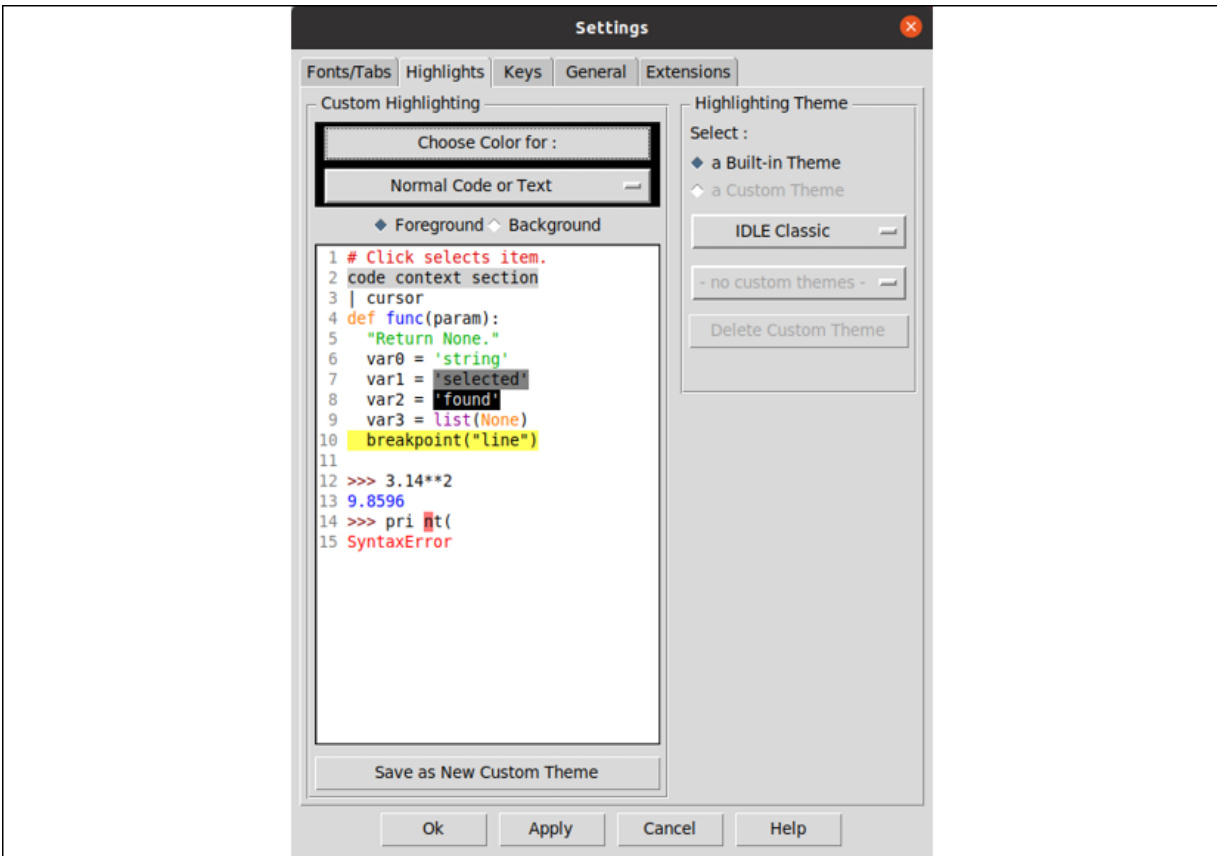 Settings
Fonts/Tabs Highlights Keys General Extensions
Custom Highlighting
Choose Color for :
Normal Code or Text
Foreground Background
1 # Click selects item.
2 code context section
3 | cursor
4 def func(param):
5   "Return None."
6   var0 = 'string'
7   var1 = 'selected'
8   var2 = 'found'
9   var3 = list(None)
10   breakpoint("line")
11
12 >>> 3.14**2
13 9.8596
14 >>> pri nt(
15 SyntaxError
Save as New Custom Theme
Highlighting Theme
Select :
a Built-in Theme
a Custom Theme
IDLE Classic
- no custom themes -
Delete Custom Theme
Ok Apply Cancel Help